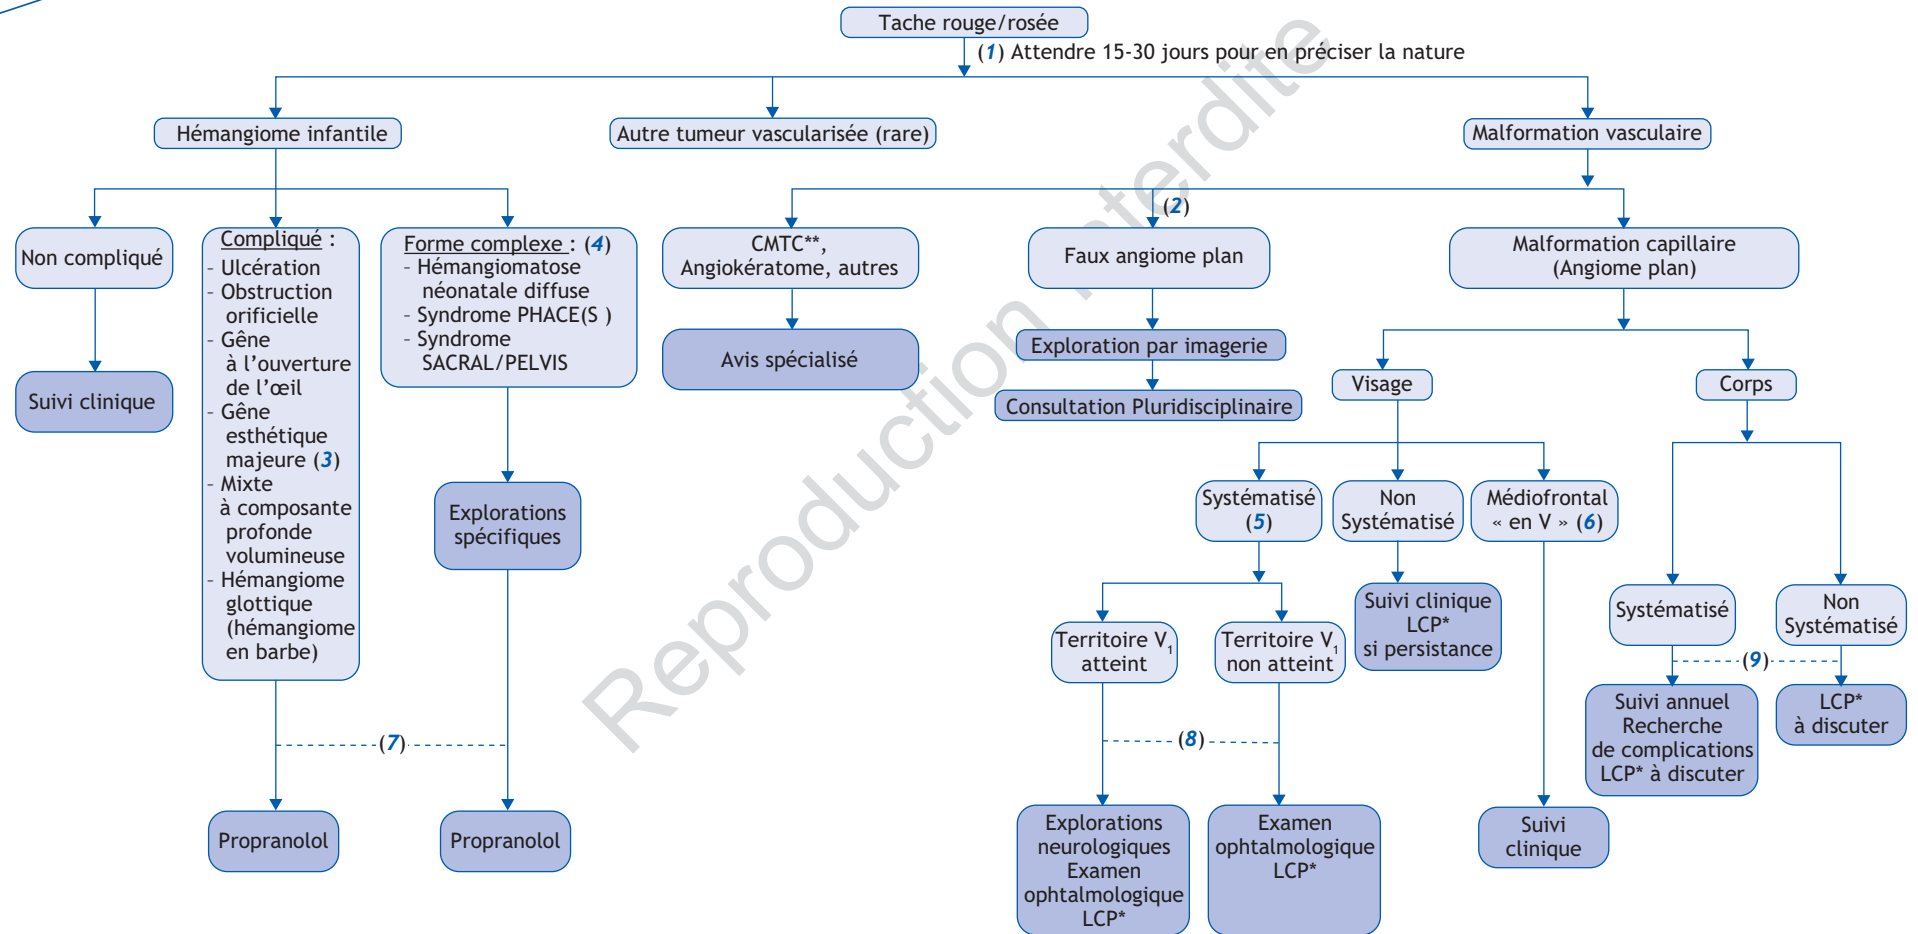 Tache rouge/rosée
(1) Attendre 15-30 jours pour en préciser la nature
Hémangiome infantile
Autre tumeur vascularisée (rare)
Malformation vasculaire
(2)
Non compliqué
Suivi clinique
Compliqué :
- Ulcération
- Obstruction
orificielle
- Gêne
à l'ouverture
de l'œil
- Gêne
esthétique
majeure (3)
- Mixte
à composante
profonde
volumineuse
- Hémangiome
glottique
(hémangiome
en barbe)
Forme complexe : (4)
- Hémangiomatose
néonatale diffuse
- Syndrome PHACE(S )
- Syndrome
SACRAL/PELVIS
Explorations
spécifiques
(7)
Propranolol
Propranolol
CMTC**,
Angiokératome, autres
Avis spécialisé
Faux angiome plan
Exploration par imagerie
Consultation Pluridisciplinaire
Malformation capillaire
(Angiome plan)
Visage
Corps
Systématisé
(5)
Non
Systématisé
Médiofrontal
« en V » (6)
Territoire V1
atteint
Territoire V1
non atteint
Suivi clinique
LCP*
si persistance
(8)
Explorations
neurologiques
Examen
ophtalmologique
LCP*
Examen
ophtalmologique
LCP*
Suivi
clinique
Systématisé
Non
Systématisé
(9)
Suivi annuel
Recherche
de complications
LCP* à discuter
LCP*
à discuter
Reproduction interdite